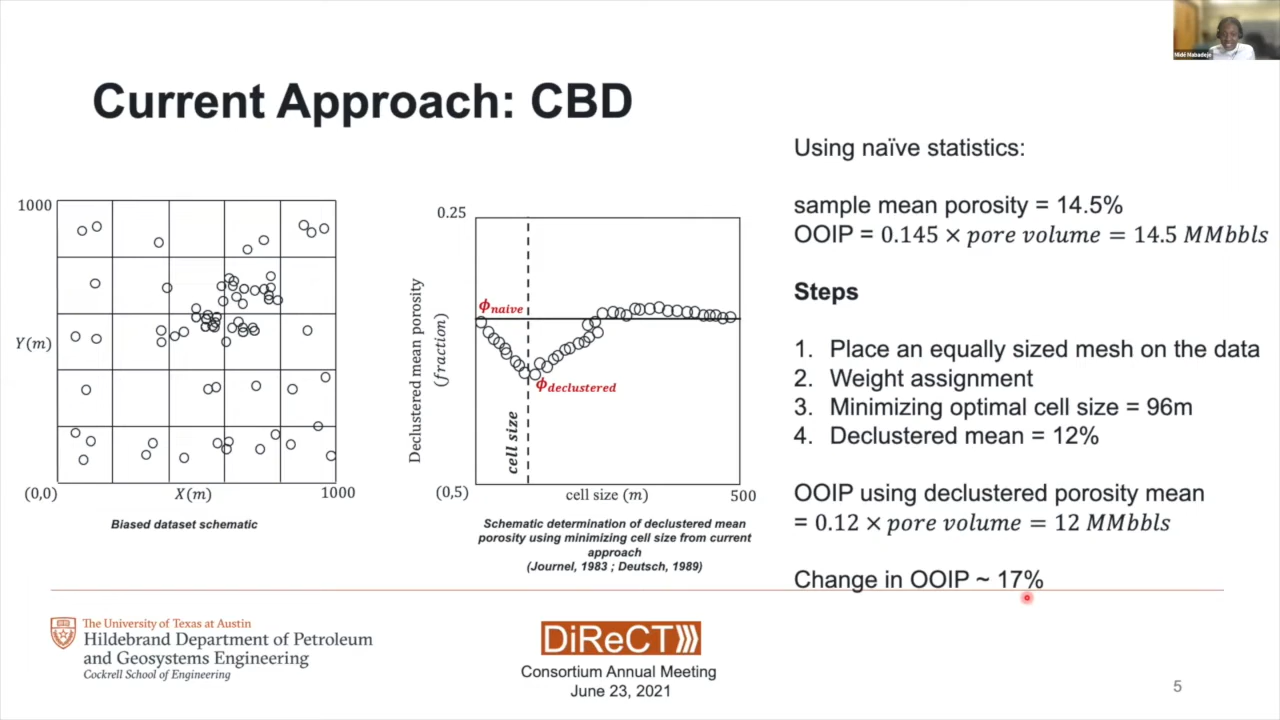 Midé Mabadeje
Current Approach: CBD
1000
Y(m)
(0,0)
X(m)
1000
Biased dataset schematic
0.25
Declustered mean porosity
(fraction)
ϕnaive
ϕdeclustered
cell size
(0,5)
cell size (m)
500
Schematic determination of declustered mean
porosity using minimizing cell size from current
approach
(Journel, 1983 ; Deutsch, 1989)
Using naïve statistics:
sample mean porosity = 14.5%
OOIP = 0.145 × pore volume = 14.5 MMbbls
Steps
1. Place an equally sized mesh on the data
2. Weight assignment
3. Minimizing optimal cell size = 96m
4. Declustered mean = 12%
OOIP using declustered porosity mean
= 0.12 × pore volume = 12 MMbbls
Change in OOIP ~ 17%
The University of Texas at Austin
Hildebrand Department of Petroleum
and Geosystems Engineering
Cockrell School of Engineering
DiReCT
Consortium Annual Meeting
June 23, 2021
5